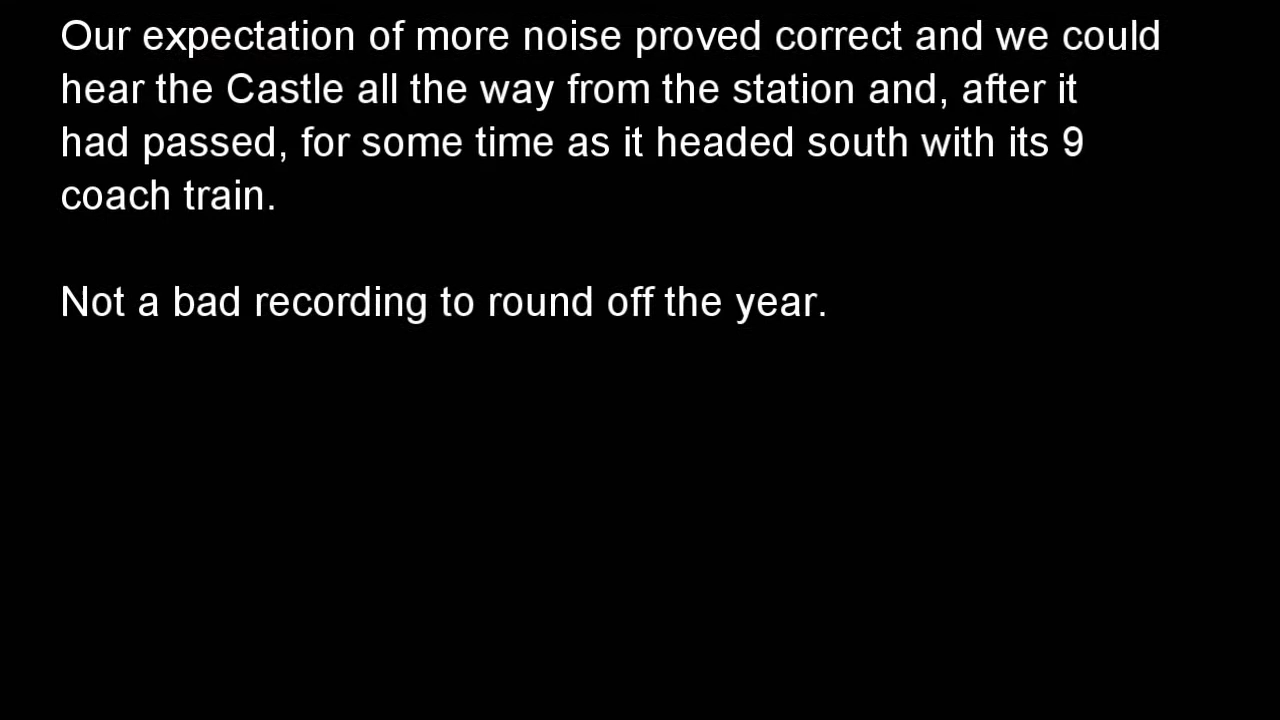 Our expectation of more noise proved correct and we could
hear the Castle all the way from the station and, after it
had passed, for some time as it headed south with its 9
coach train.
Not a bad recording to round off the year.